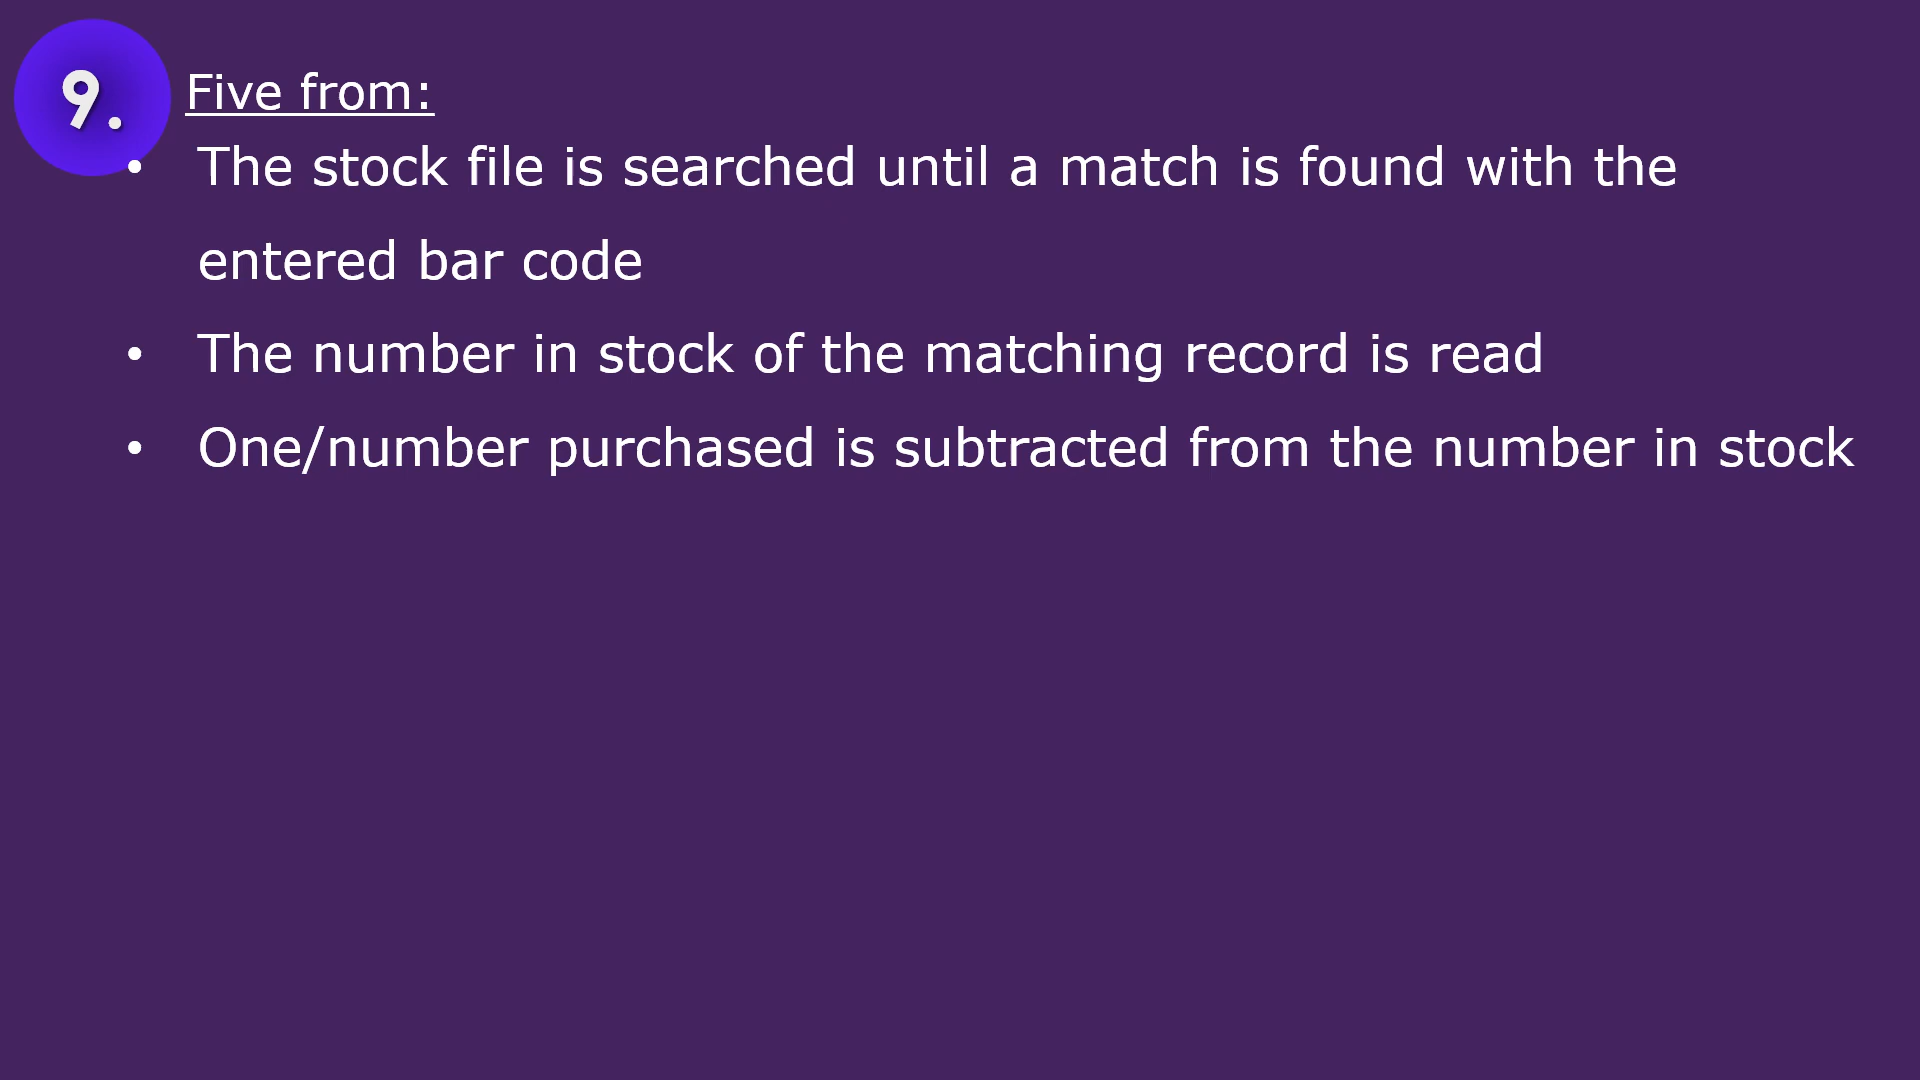 9.
Five from:
• The stock file is searched until a match is found with the
entered bar code
• The number in stock of the matching record is read
• One/number purchased is subtracted from the number in stock